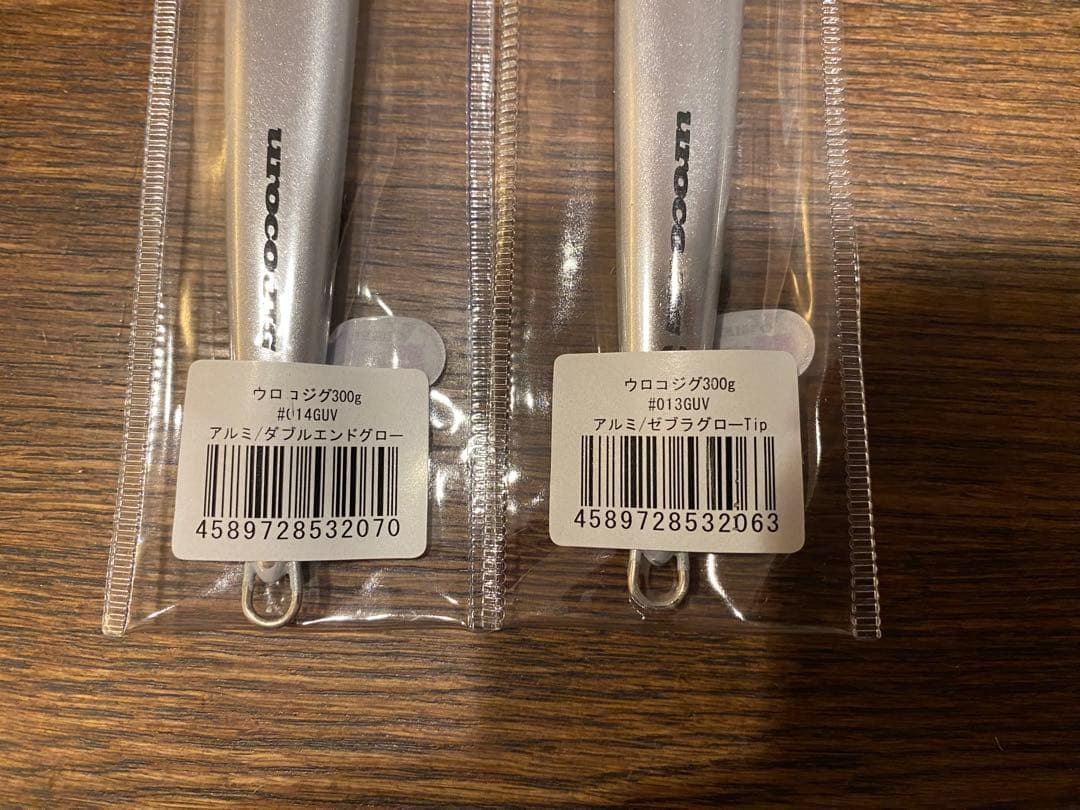 uroco
ウロコジグ300g
#014GUV
アルミ/ダブルエンドグロー
4589728532070
uroco
ウロコジグ300g
#013GUV
アルミ/ゼブラグローTip
4589728532063